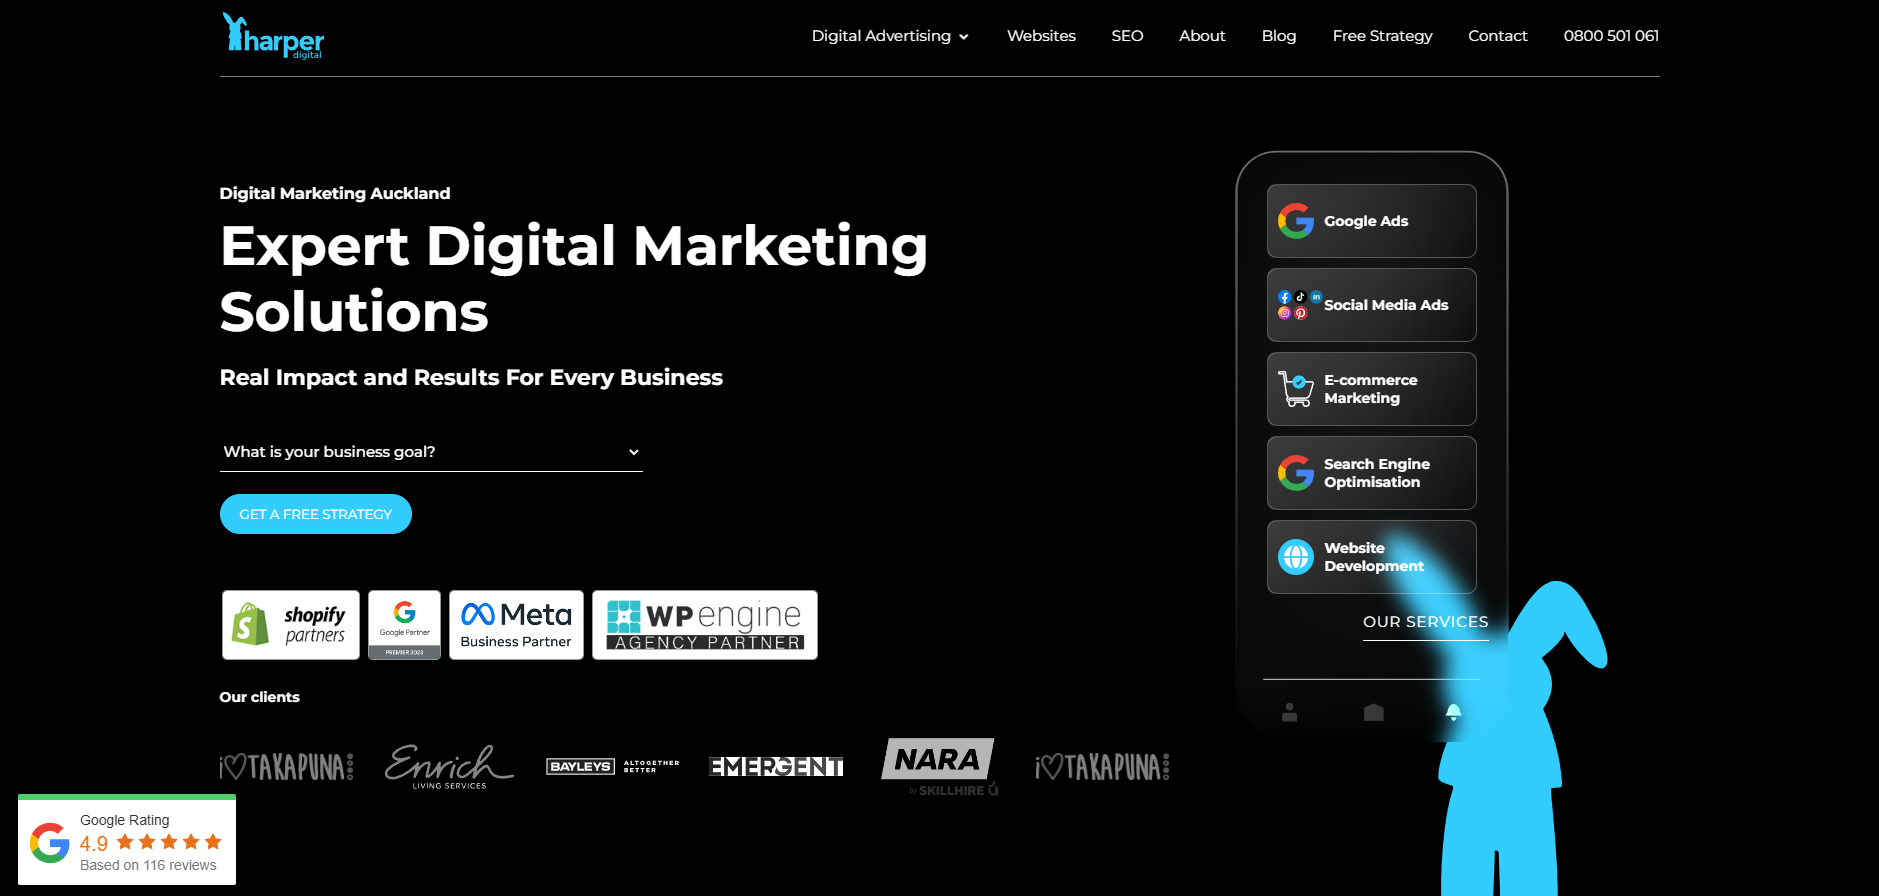 harper
digital
Digital Advertising
Websites
SEO
About
Blog
Free Strategy
Contact
0800 501 061
Digital Marketing Auckland
Expert Digital Marketing
Solutions
Real Impact and Results For Every Business
What is your business goal?
GET A FREE STRATEGY
shopify
partners
Google Partner
PREMIER 2023
Meta
Business Partner
WP engine
AGENCY PARTNER
Our clients
I TAKAPUNA
Enrich
LIVING SERVICES
BAYLEYS
ALTOGETHER
BETTER
EMERGENT
NARA
by SKILLHIRE
I TAKAPUNA
Google Ads
Social Media Ads
E-commerce
Marketing
Search Engine
Optimisation
Website
Development
OUR SERVICES
Google Rating
4.9
Based on 116 reviews